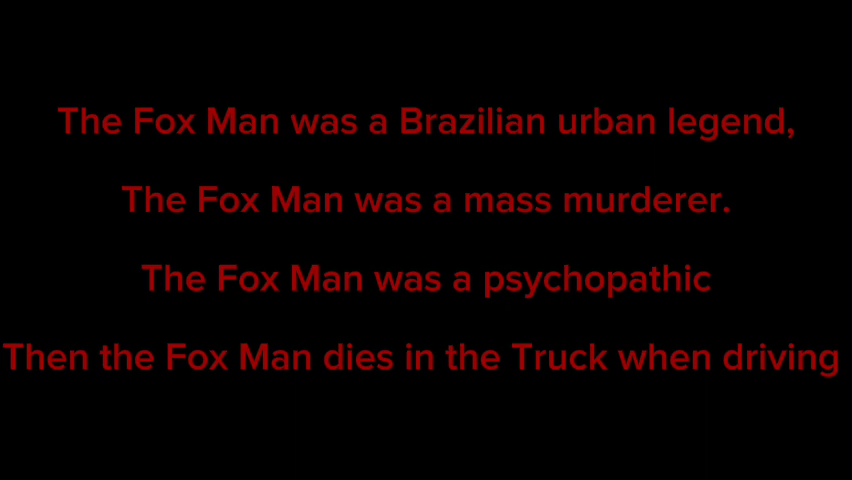 The Fox Man was a Brazilian urban legend,
The Fox Man was a mass murderer.
The Fox Man was a psychopathic
Then the Fox Man dies in the Truck when driving